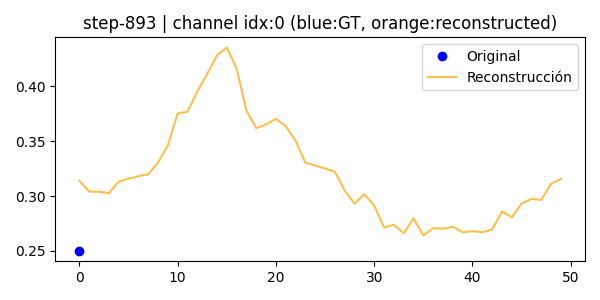 step-893 | channel idx:0 (blue:GT, orange:reconstructed)
Original
Reconstrucción
0.40
0.35
0.30
0.25
0 10 20 30 40 50